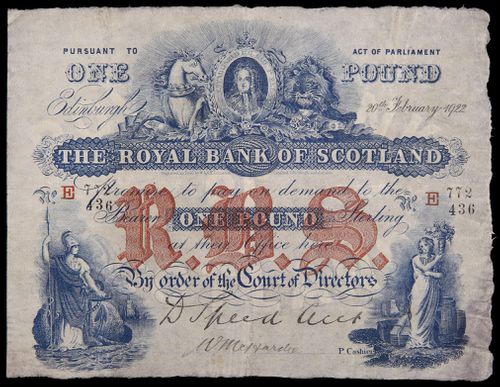 PURSUANT TO ACT OF PARLIAMENT
ONE POUND
Edinburgh 20th February 1922
THE ROYAL BANK OF SCOTLAND
No. E 772 436 Promise to pay on demand to the No. E 772 436
Bearer ONE POUND Sterling
R.B.S.
at their Office here
By order of the Court of Directors
D Speed Acct
P. Cashier